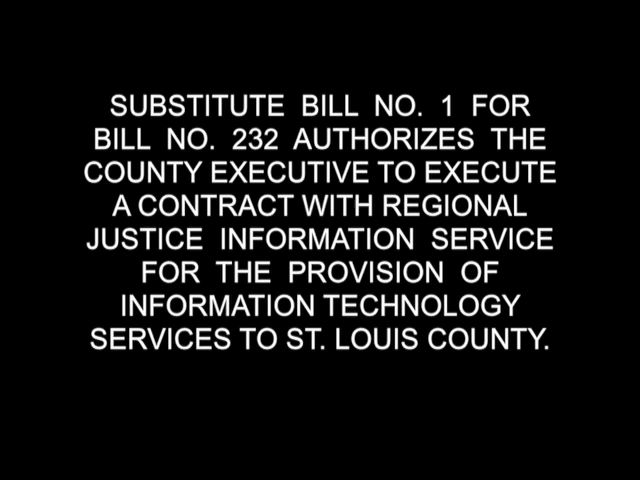 SUBSTITUTE BILL NO. 1 FOR
BILL NO. 232 AUTHORIZES THE
COUNTY EXECUTIVE TO EXECUTE
A CONTRACT WITH REGIONAL
JUSTICE INFORMATION SERVICE
FOR THE PROVISION OF
INFORMATION TECHNOLOGY
SERVICES TO ST. LOUIS COUNTY.